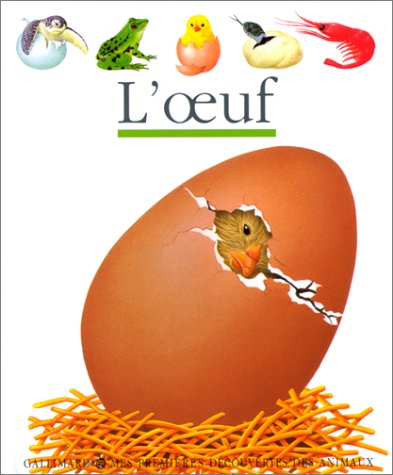 L'œuf
GALLIMARD MES PREMIÈRES DÉCOUVERTES DES ANIMAUX